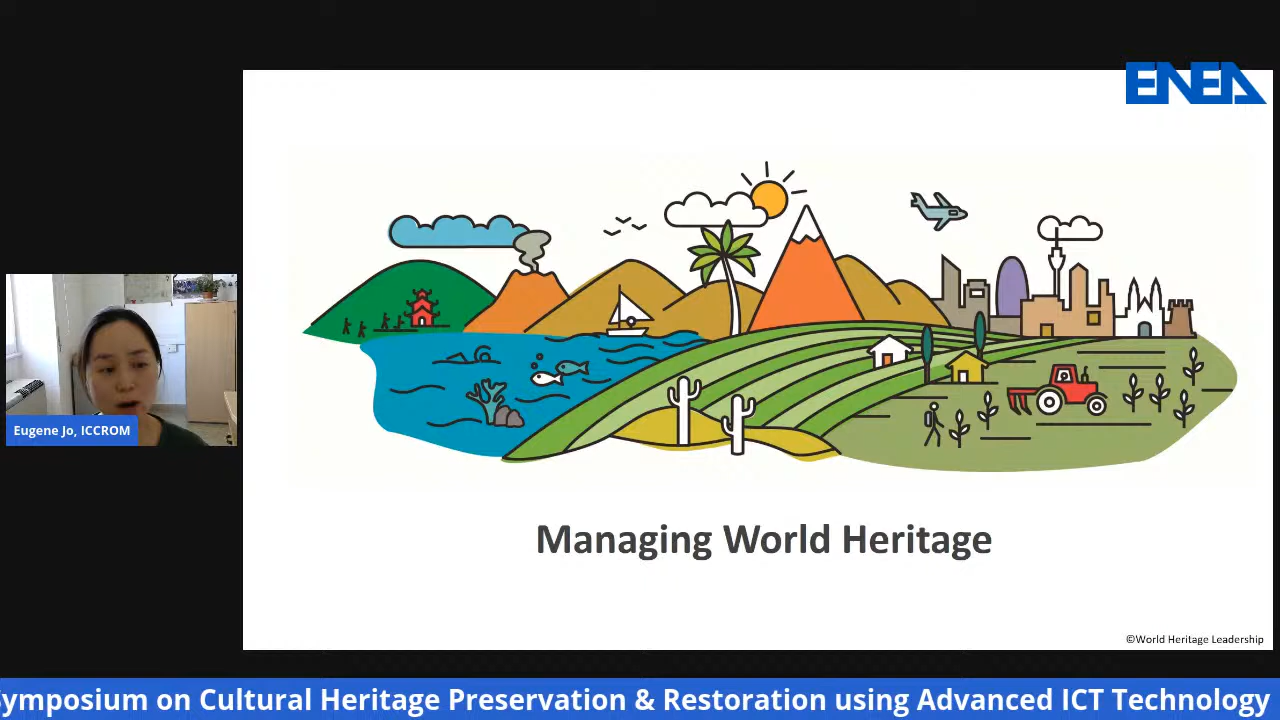 ENEA
Eugene Jo, ICCROM
Managing World Heritage
©World Heritage Leadership
Symposium on Cultural Heritage Preservation & Restoration using Advanced ICT Technology